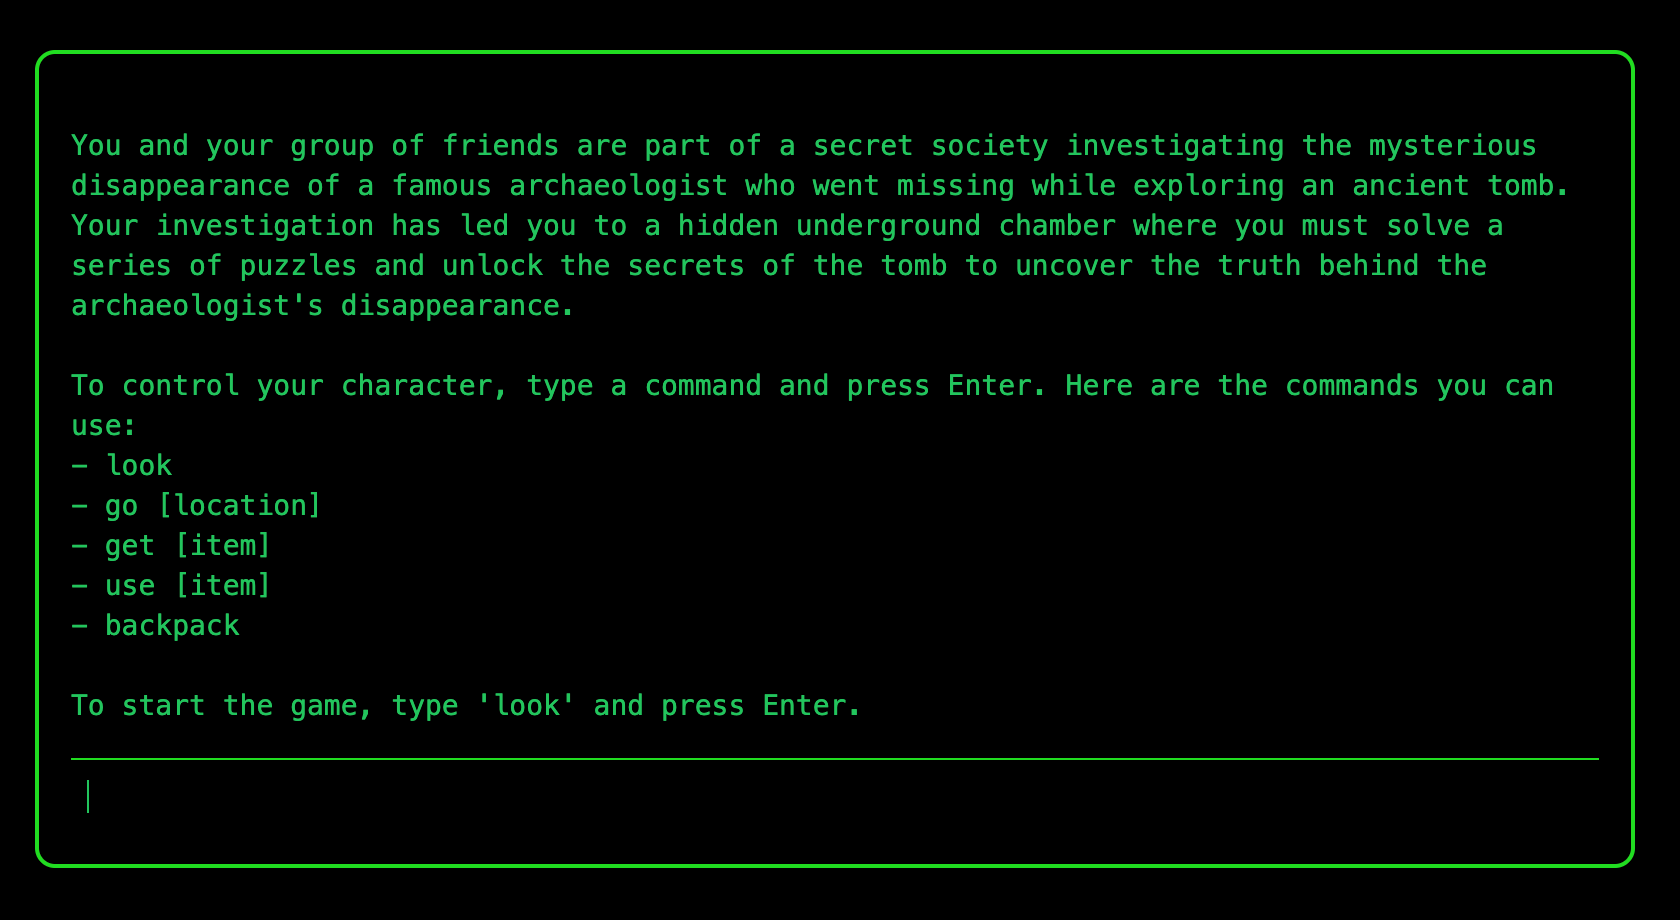 You and your group of friends are part of a secret society investigating the mysterious
disappearance of a famous archaeologist who went missing while exploring an ancient tomb.
Your investigation has led you to a hidden underground chamber where you must solve a
series of puzzles and unlock the secrets of the tomb to uncover the truth behind the
archaeologist's disappearance.
To control your character, type a command and press Enter. Here are the commands you can
use:
- look
- go [location]
- get [item]
- use [item]
- backpack
To start the game, type 'look' and press Enter.